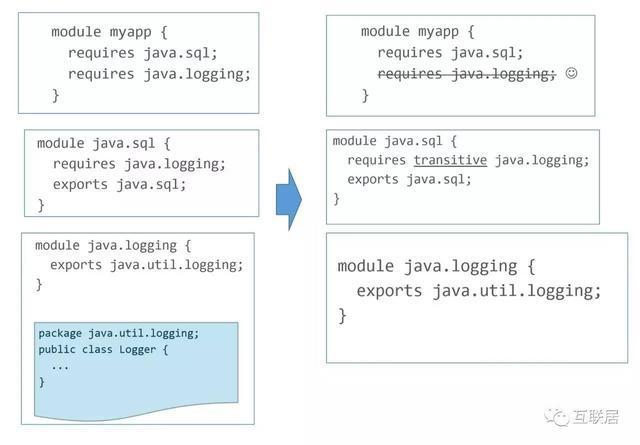 module myapp {
requires java.sql;
requires java.logging;
}
module java.sql {
requires java.logging;
exports java.sql;
}
module java.logging {
exports java.util.logging;
}
package java.util.logging;
public class Logger {
...
}
module myapp {
requires java.sql;
requires java.logging; ☺
}
module java.sql {
requires transitive java.logging;
exports java.sql;
}
module java.logging {
exports java.util.logging;
}
互联居